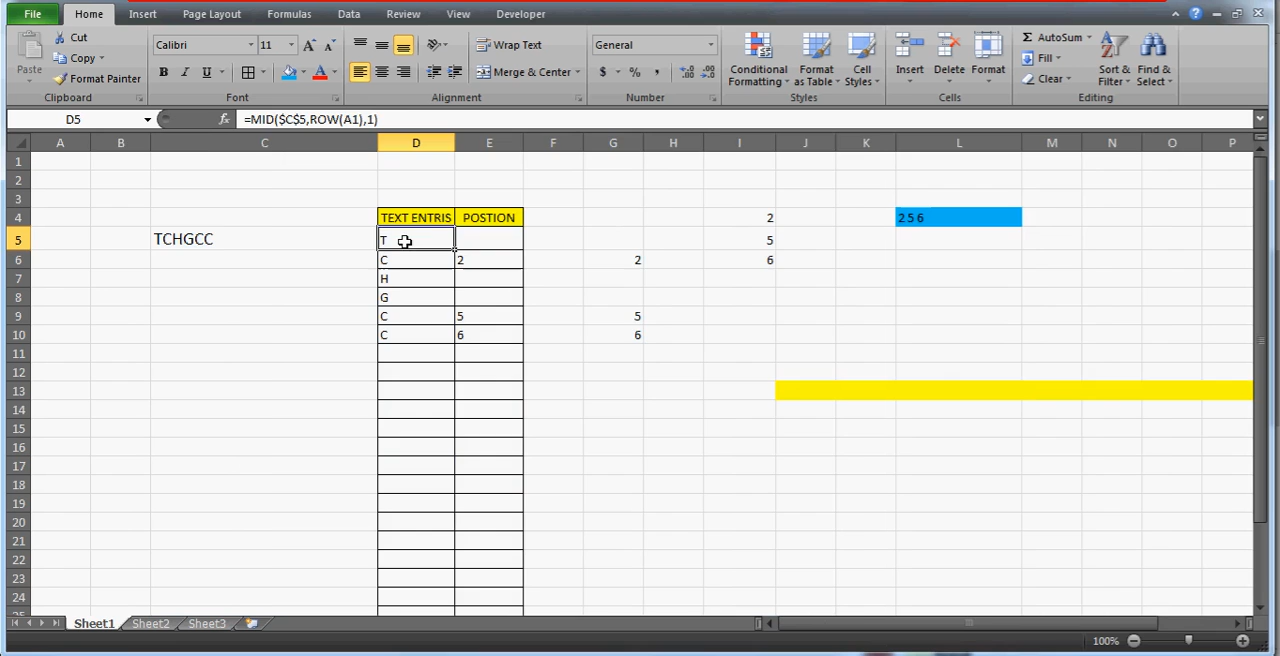 File Home Insert Page Layout Formulas Data Review View Developer
Cut Calibri 11 Wrap Text General AutoSum
Copy Fill
Paste Format Painter B I U Merge & Center $ % , Conditional Formatting Format as Table Cell Styles Insert Delete Format Clear Sort & Filter Find & Select
Clipboard Font Alignment Number Styles Cells Editing
D5 fx =MID($C$5,ROW(A1),1)
A B C D E F G H I J K L M N O P
1
2
3
4 TEXT ENTRIS POSTION 2 2 5 6
5 TCHGCC T 5
6 C 2 2 6
7 H
8 G
9 C 5 5
10 C 6 6
11
12
13
14
15
16
17
18
19
20
21
22
23
24
25
Sheet1 Sheet2 Sheet3
100%